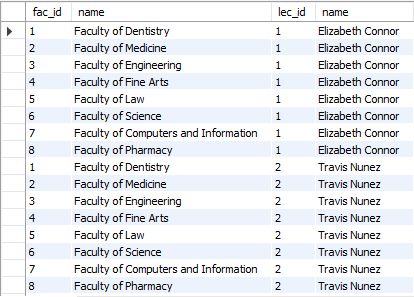 fac_id name lec_id name
1 Faculty of Dentistry 1 Elizabeth Connor
2 Faculty of Medicine 1 Elizabeth Connor
3 Faculty of Engineering 1 Elizabeth Connor
4 Faculty of Fine Arts 1 Elizabeth Connor
5 Faculty of Law 1 Elizabeth Connor
6 Faculty of Science 1 Elizabeth Connor
7 Faculty of Computers and Information 1 Elizabeth Connor
8 Faculty of Pharmacy 1 Elizabeth Connor
1 Faculty of Dentistry 2 Travis Nunez
2 Faculty of Medicine 2 Travis Nunez
3 Faculty of Engineering 2 Travis Nunez
4 Faculty of Fine Arts 2 Travis Nunez
5 Faculty of Law 2 Travis Nunez
6 Faculty of Science 2 Travis Nunez
7 Faculty of Computers and Information 2 Travis Nunez
8 Faculty of Pharmacy 2 Travis Nunez